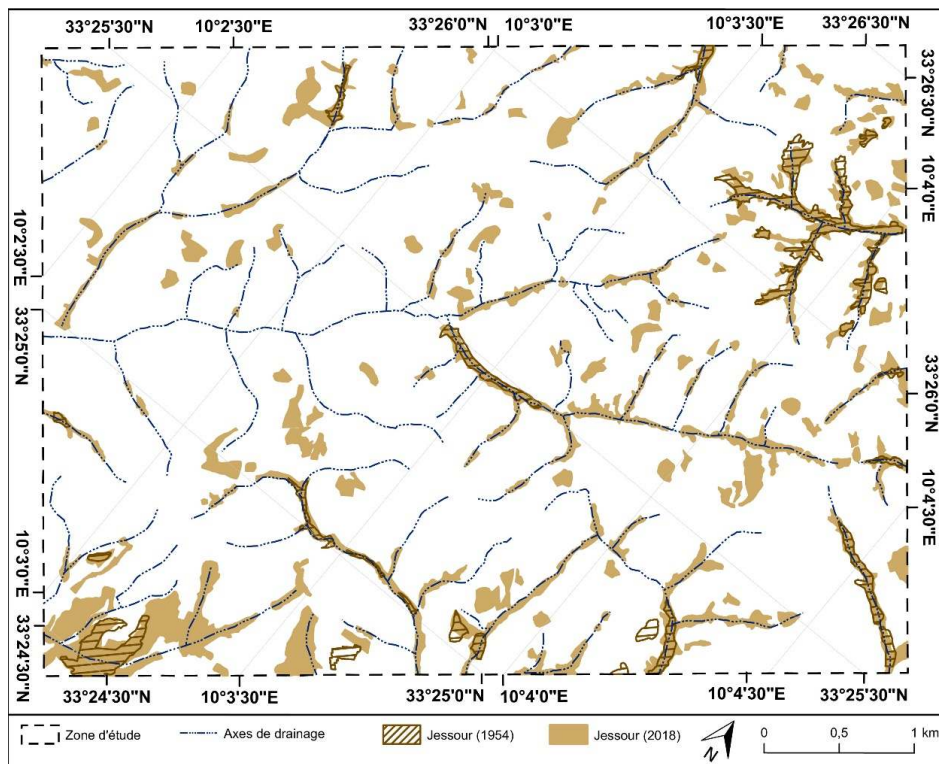 33°25'30"N 10°2'30"E 33°26'0"N 10°3'0"E 10°3'30"E 33°26'30"N
33°26'30"N
10°4'0"E
33°26'0"N
10°4'30"E
10°2'30"E
33°25'0"N
10°3'0"E
33°24'30"N
33°24'30"N 10°3'30"E 33°25'0"N 10°4'0"E 10°4'30"E 33°25'30"N
Zone d'étude Axes de drainage Jessour (1954) Jessour (2018) N 0 0,5 1 km